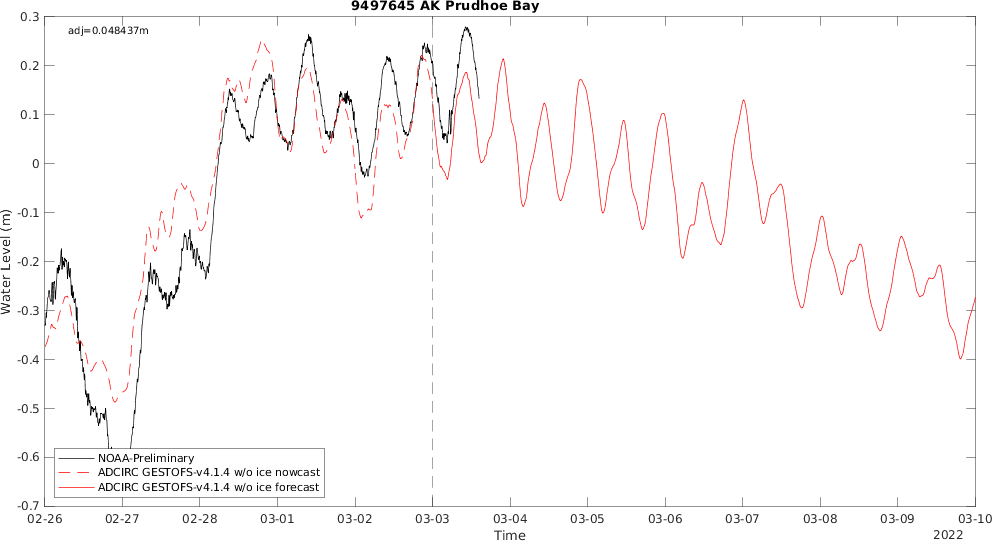 9497645 AK Prudhoe Bay
adj=0.048437m
0.3
0.2
0.1
0
-0.1
-0.2
-0.3
-0.4
-0.5
-0.6
-0.7
Water Level (m)
NOAA-Preliminary
ADCIRC GESTOFS-v4.1.4 w/o ice nowcast
ADCIRC GESTOFS-v4.1.4 w/o ice forecast
02-26 02-27 02-28 03-01 03-02 03-03 03-04 03-05 03-06 03-07 03-08 03-09 03-10
Time
2022